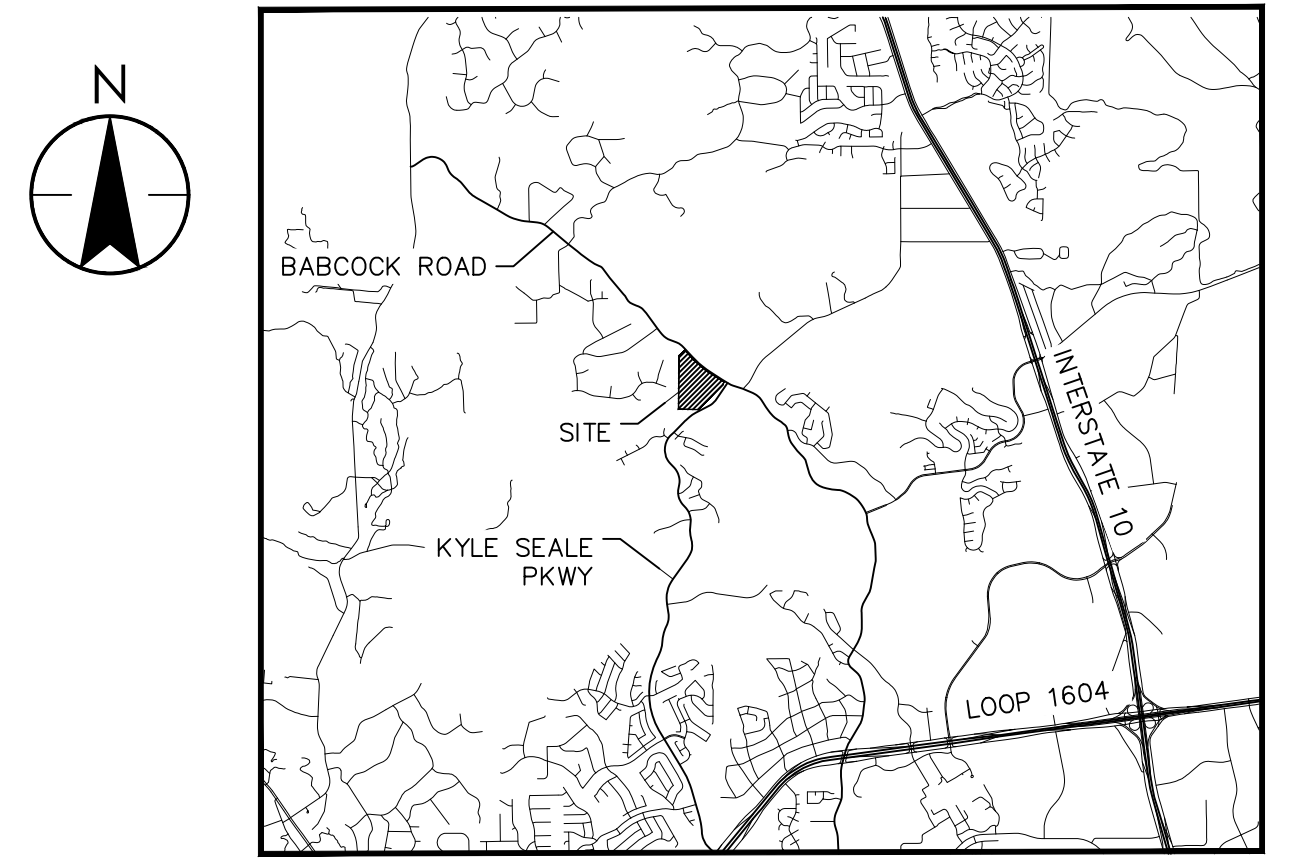 N
BABCOCK ROAD
INTERSTATE 10
SITE
KYLE SEALE
PKWY
LOOP 1604